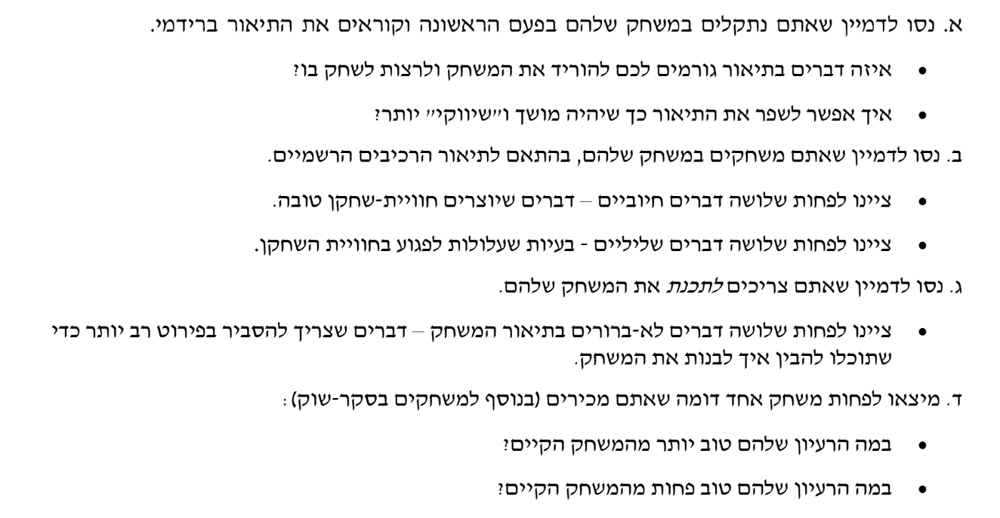 א. נסו לדמיין שאתם נתקלים במשחק שלהם בפעם הראשונה וקוראים את התיאור ברידמי.
• איזה דברים בתיאור גורמים לכם להוריד את המשחק ולרצות לשחק בו?
• איך אפשר לשפר את התיאור כך שיהיה מושך ו״שיווקי״ יותר?
ב. נסו לדמיין שאתם משחקים במשחק שלהם, בהתאם לתיאור הרכיבים הרשמיים.
• ציינו לפחות שלושה דברים חיוביים – דברים שיוצרים חוויית-שחקן טובה.
• ציינו לפחות שלושה דברים שליליים - בעיות שעלולות לפגוע בחוויית השחקן.
ג. נסו לדמיין שאתם צריכים לתכנת את המשחק שלהם.
• ציינו לפחות שלושה דברים לא-ברורים בתיאור המשחק – דברים שצריך להסביר בפירוט רב יותר כדי
שתוכלו להבין איך לבנות את המשחק.
ד. מיצאו לפחות משחק אחד דומה שאתם מכירים (בנוסף למשחקים בסקר-שוק):
• במה הרעיון שלהם טוב יותר מהמשחק הקיים?
• במה הרעיון שלהם טוב פחות מהמשחק הקיים?